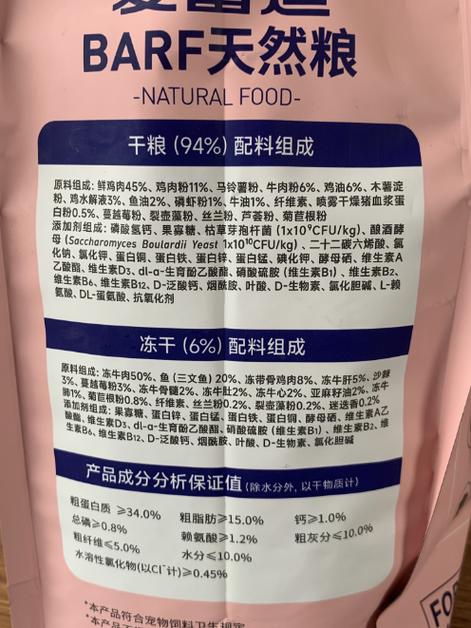 BARF天然粮
-NATURAL FOOD-
干粮（94%）配料组成
原料组成: 鲜鸡肉45%、鸡肉粉11%、马铃薯粉、牛肉粉6%、鸡油6%、木薯淀
粉、鸡水解液3%、鱼油2%、磷虾粉1%、牛油1%、纤维素、喷雾干燥猪血浆蛋
白粉0.5%、蔓越莓粉、裂壶藻粉、丝兰粉、芦荟粉、菊苣根粉
添加剂组成: 磷酸氢钙、果寡糖、枯草芽孢杆菌（1x10⁹CFU/kg）、酿酒酵
母（Saccharomyces Boulardii Yeast 1x10¹⁰CFU/kg）、二十二碳六烯酸、氯
化钠、氯化钾、蛋白铜、蛋白铁、蛋白锌、蛋白锰、碘化钾、酵母硒、维生素A
乙酸酯、维生素D₃、dl-α-生育酚乙酸酯、硝酸硫胺（维生素B₁）、维生素B₂、
维生素B₆、维生素B₁₂、D-泛酸钙、烟酰胺、叶酸、D-生物素、氯化胆碱、L-赖
氨酸、DL-蛋氨酸、抗氧化剂
冻干（6%）配料组成
原料组成: 冻牛肉50%、鱼（三文鱼）20%、冻带骨鸡肉8%、冻牛肝5%、沙棘
3%、蔓越莓粉3%、冻牛骨髓2%、冻牛肚2%、冻牛心2%、亚麻籽油2%、冻牛
肺1%、菊苣根粉0.8%、纤维素、丝兰粉0.2%、裂壶藻粉0.2%、迷迭香0.2%
添加剂组成: 果寡糖、蛋白锌、蛋白锰、蛋白铁、蛋白铜、酵母硒、维生素A乙
酸酯、维生素D₃、dl-α-生育酚乙酸酯、硝酸硫胺（维生素B₁）、维生素B₂、维
生素B₆、维生素B₁₂、D-泛酸钙、烟酰胺、叶酸、D-生物素、氯化胆碱
产品成分分析保证值（除水分外, 以干物质计）
粗蛋白质 ≥34.0% 粗脂肪≥15.0% 钙≥1.0%
总磷≥0.8% 赖氨酸≥1.2% 粗灰分≤10.0%
粗纤维≤5.0% 水分≤10.0%
水溶性氯化物(以Cl⁻计)≥0.45%
*本产品符合宠物饲料卫生规定
FOR